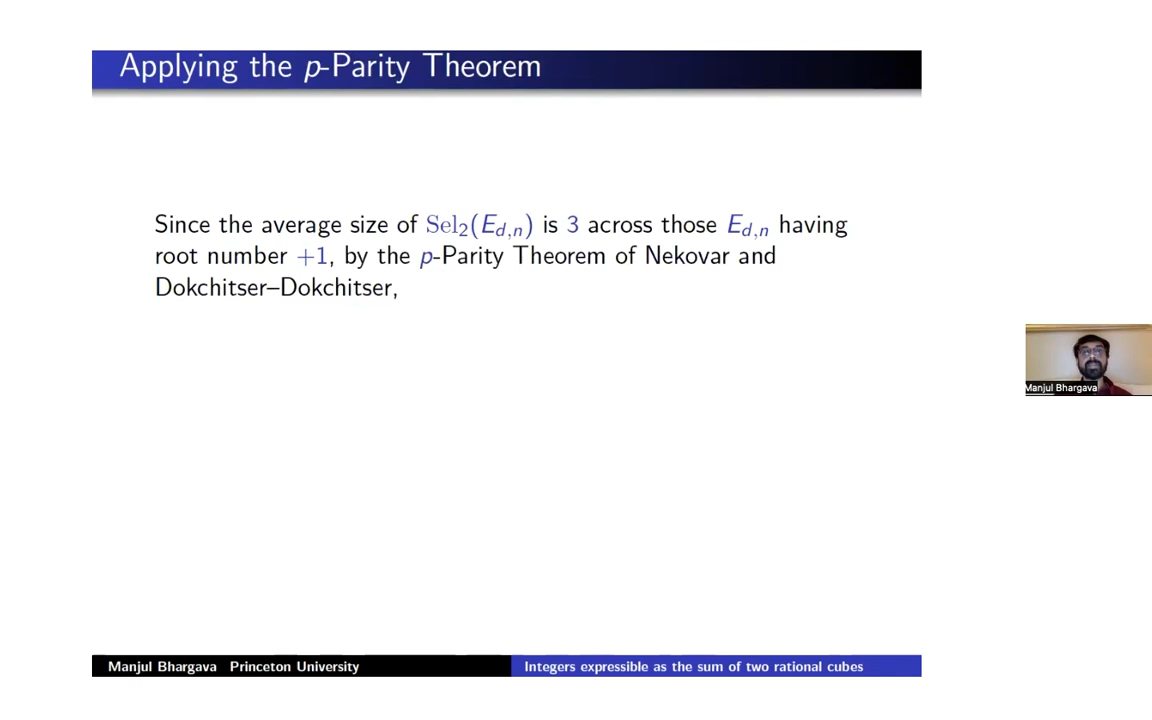 Applying the p-Parity Theorem
Since the average size of Sel₂(E_{d,n}) is 3 across those E_{d,n} having
root number +1, by the p-Parity Theorem of Nekovar and
Dokchitser–Dokchitser,
Manjul Bhargava
Manjul Bhargava Princeton University
Integers expressible as the sum of two rational cubes